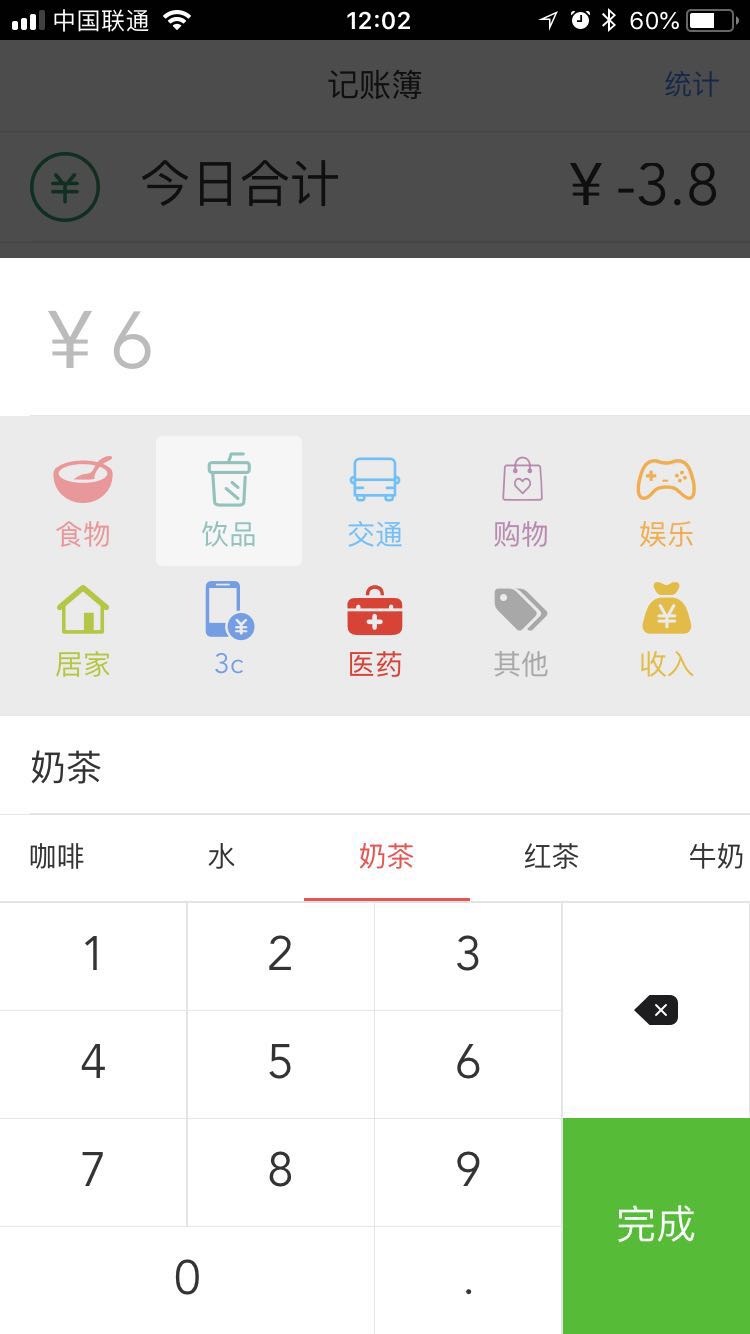 中国联通 12:02 60%
记账簿 统计
¥ 今日合计 ¥ -3.8
¥ 6
食物 饮品 交通 购物 娱乐
居家 3c 医药 其他 收入
奶茶
咖啡 水 奶茶 红茶 牛奶
1 2 3
4 5 6
7 8 9
完成
0 .